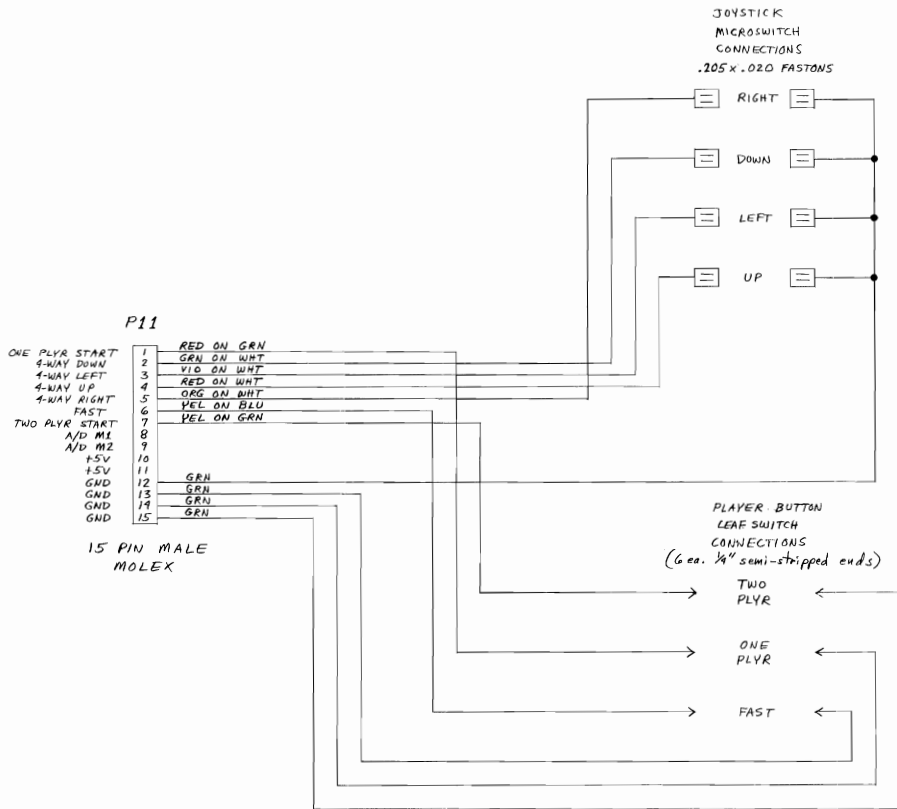 JOYSTICK
MICROSWITCH
CONNECTIONS
.205 x .020 FASTONS
RIGHT
DOWN
LEFT
UP
P11
ONE PLYR START 1 RED ON GRN
4-WAY DOWN 2 GRN ON WHT
4-WAY LEFT 3 VIO ON WHT
4-WAY UP 4 RED ON WHT
4-WAY RIGHT 5 ORG ON WHT
FAST 6 YEL ON BLU
TWO PLYR START 7 YEL ON GRN
A/D M1 8
A/D M2 9
+5V 10
+5V 11
GND 12 GRN
GND 13 GRN
GND 14 GRN
GND 15 GRN
15 PIN MALE
MOLEX
PLAYER BUTTON
LEAF SWITCH
CONNECTIONS
(6 ea. 1/4" semi-stripped ends)
TWO
PLYR
ONE
PLYR
FAST